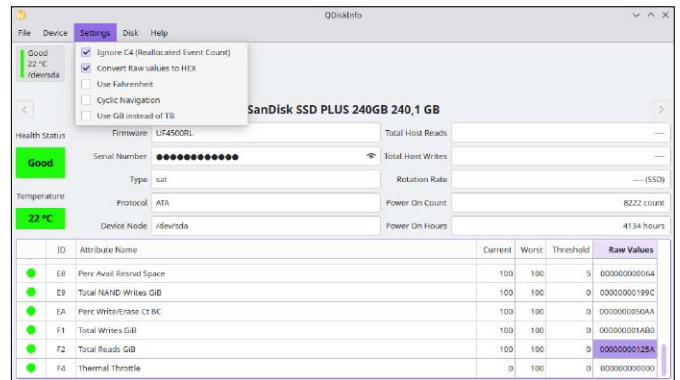 QDiskInfo
File Device Settings Disk Help
Good
22 °C
/dev/sda
Ignore C4 (Reallocated Event Count)
Convert Raw values to HEX
Use Fahrenheit
Cyclic Navigation
Use GB instead of TB
SanDisk SSD PLUS 240GB 240,1 GB
Health Status
Good
Temperature
22 °C
Firmware UF4500RL
Serial Number ●●●●●●●●●●●●
Type sat
Protocol ATA
Device Node /dev/sda
Total Host Reads ----
Total Host Writes ----
Rotation Rate ---- (SSD)
Power On Count 8222 count
Power On Hours 4134 hours
ID Attribute Name Current Worst Threshold Raw Values
E8 Perc Avail Resrvd Space 100 100 5 000000000064
E9 Total NAND Writes GiB 100 100 0 00000000199C
EA Perc Write/Erase Ct BC 100 100 0 0000000050AA
F1 Total Writes GiB 100 100 0 000000001AB0
F2 Total Reads GiB 100 100 0 00000000125A
F4 Thermal Throttle 0 100 0 000000000000